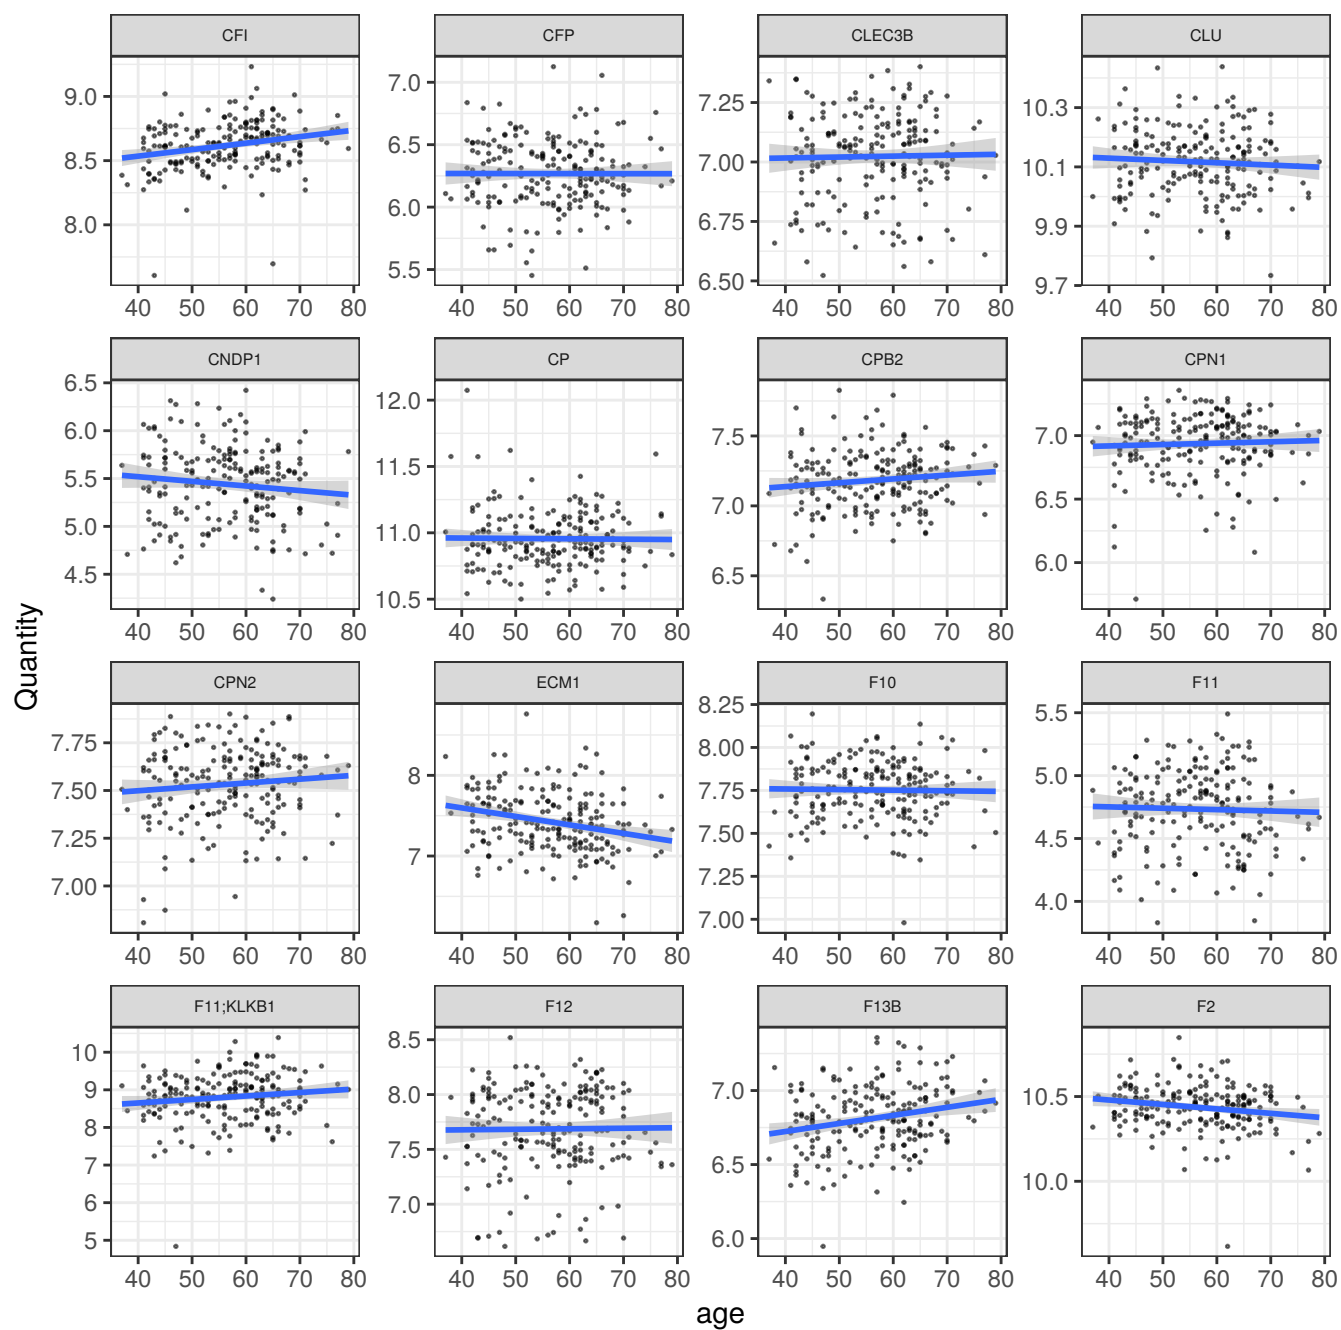 CFI CFP CLEC3B CLU
9.0 8.5 8.0
7.0 6.5 6.0 5.5
7.25 7.00 6.75 6.50
10.3 10.1 9.9 9.7
40 50 60 70 80 40 50 60 70 80 40 50 60 70 80 40 50 60 70 80
CNDP1 CP CPB2 CPN1
6.5 6.0 5.5 5.0 4.5
12.0 11.5 11.0 10.5
7.5 7.0 6.5
7.0 6.5 6.0
40 50 60 70 80 40 50 60 70 80 40 50 60 70 80 40 50 60 70 80
Quantity
CPN2 ECM1 F10 F11
7.75 7.50 7.25 7.00
8 7
8.25 8.00 7.75 7.50 7.25 7.00
5.5 5.0 4.5 4.0
40 50 60 70 80 40 50 60 70 80 40 50 60 70 80 40 50 60 70 80
F11;KLKB1 F12 F13B F2
10 9 8 7 6 5
8.5 8.0 7.5 7.0
7.0 6.5 6.0
10.5 10.0
40 50 60 70 80 40 50 60 70 80 40 50 60 70 80 40 50 60 70 80
age